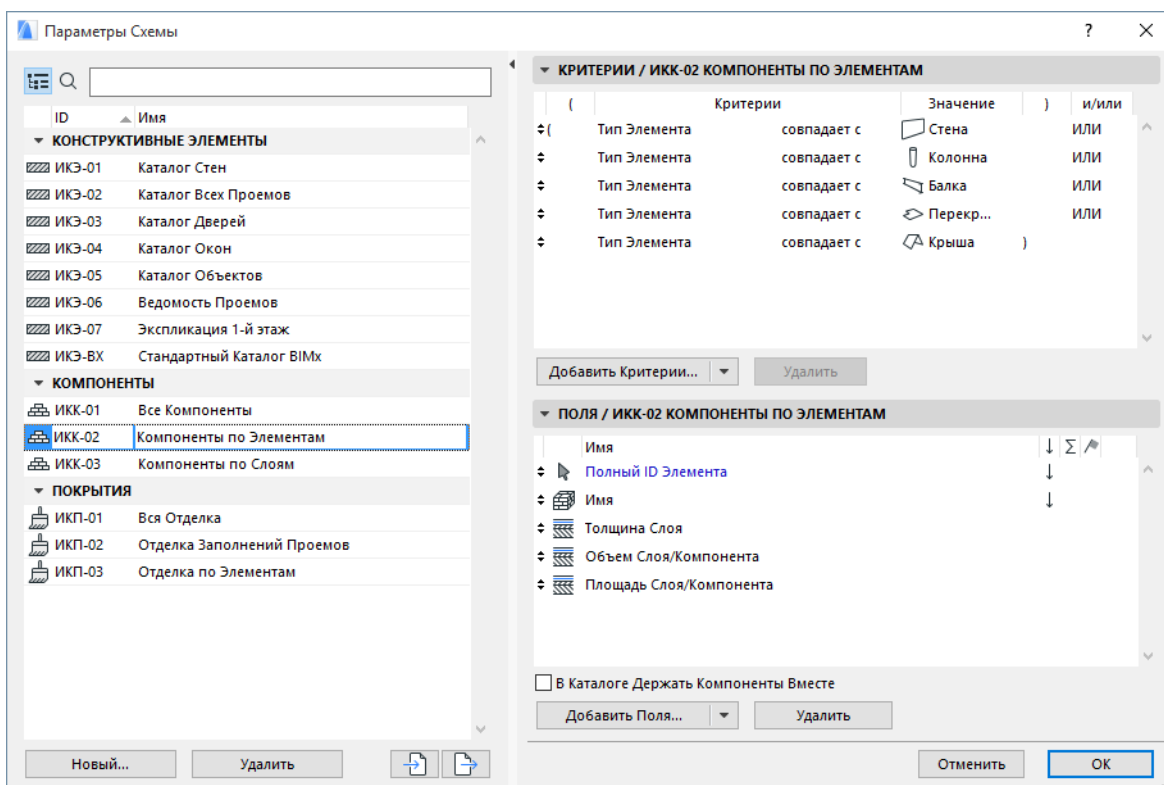 Параметры Схемы
?
ID Имя
КОНСТРУКТИВНЫЕ ЭЛЕМЕНТЫ
ИКЭ-01 Каталог Стен
ИКЭ-02 Каталог Всех Проемов
ИКЭ-03 Каталог Дверей
ИКЭ-04 Каталог Окон
ИКЭ-05 Каталог Объектов
ИКЭ-06 Ведомость Проемов
ИКЭ-07 Экспликация 1-й этаж
ИКЭ-BX Стандартный Каталог BIMx
КОМПОНЕНТЫ
ИКК-01 Все Компоненты
ИКК-02 Компоненты по Элементам
ИКК-03 Компоненты по Слоям
ПОКРЫТИЯ
ИКП-01 Вся Отделка
ИКП-02 Отделка Заполнений Проемов
ИКП-03 Отделка по Элементам
Новый... Удалить
КРИТЕРИИ / ИКК-02 КОМПОНЕНТЫ ПО ЭЛЕМЕНТАМ
( Критерии Значение ) и/или
( Тип Элемента совпадает с Стена ИЛИ
Тип Элемента совпадает с Колонна ИЛИ
Тип Элемента совпадает с Балка ИЛИ
Тип Элемента совпадает с Перекр... ИЛИ
Тип Элемента совпадает с Крыша )
Добавить Критерии... Удалить
ПОЛЯ / ИКК-02 КОМПОНЕНТЫ ПО ЭЛЕМЕНТАМ
Имя ↓ Σ
Полный ID Элемента ↓
Имя ↓
Толщина Слоя
Объем Слоя/Компонента
Площадь Слоя/Компонента
В Каталоге Держать Компоненты Вместе
Добавить Поля... Удалить
Отменить OK